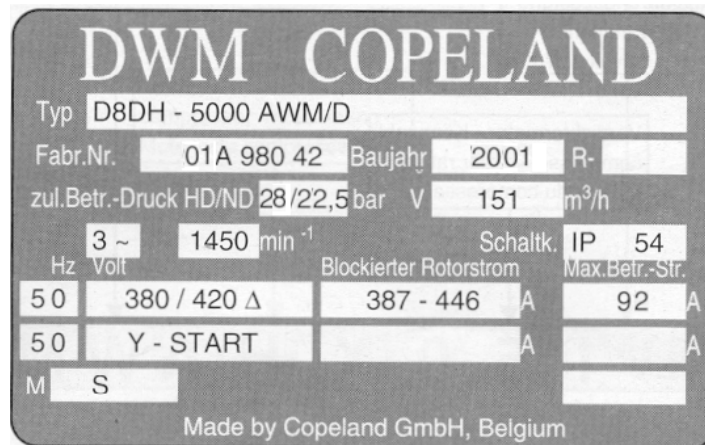 DWM COPELAND
Typ D8DH - 5000 AWM/D
Fabr.Nr. 01A 980 42 Baujahr 2001 R-
zul.Betr.-Druck HD/ND 28/22,5 bar V 151 m³/h
3 ~ 1450 min -1 Schaltk. IP 54
Hz Volt Blockierter Rotorstrom Max.Betr.-Str.
50 380 / 420 Δ 387 - 446 A 92 A
50 Y - START A A
M S
Made by Copeland GmbH, Belgium